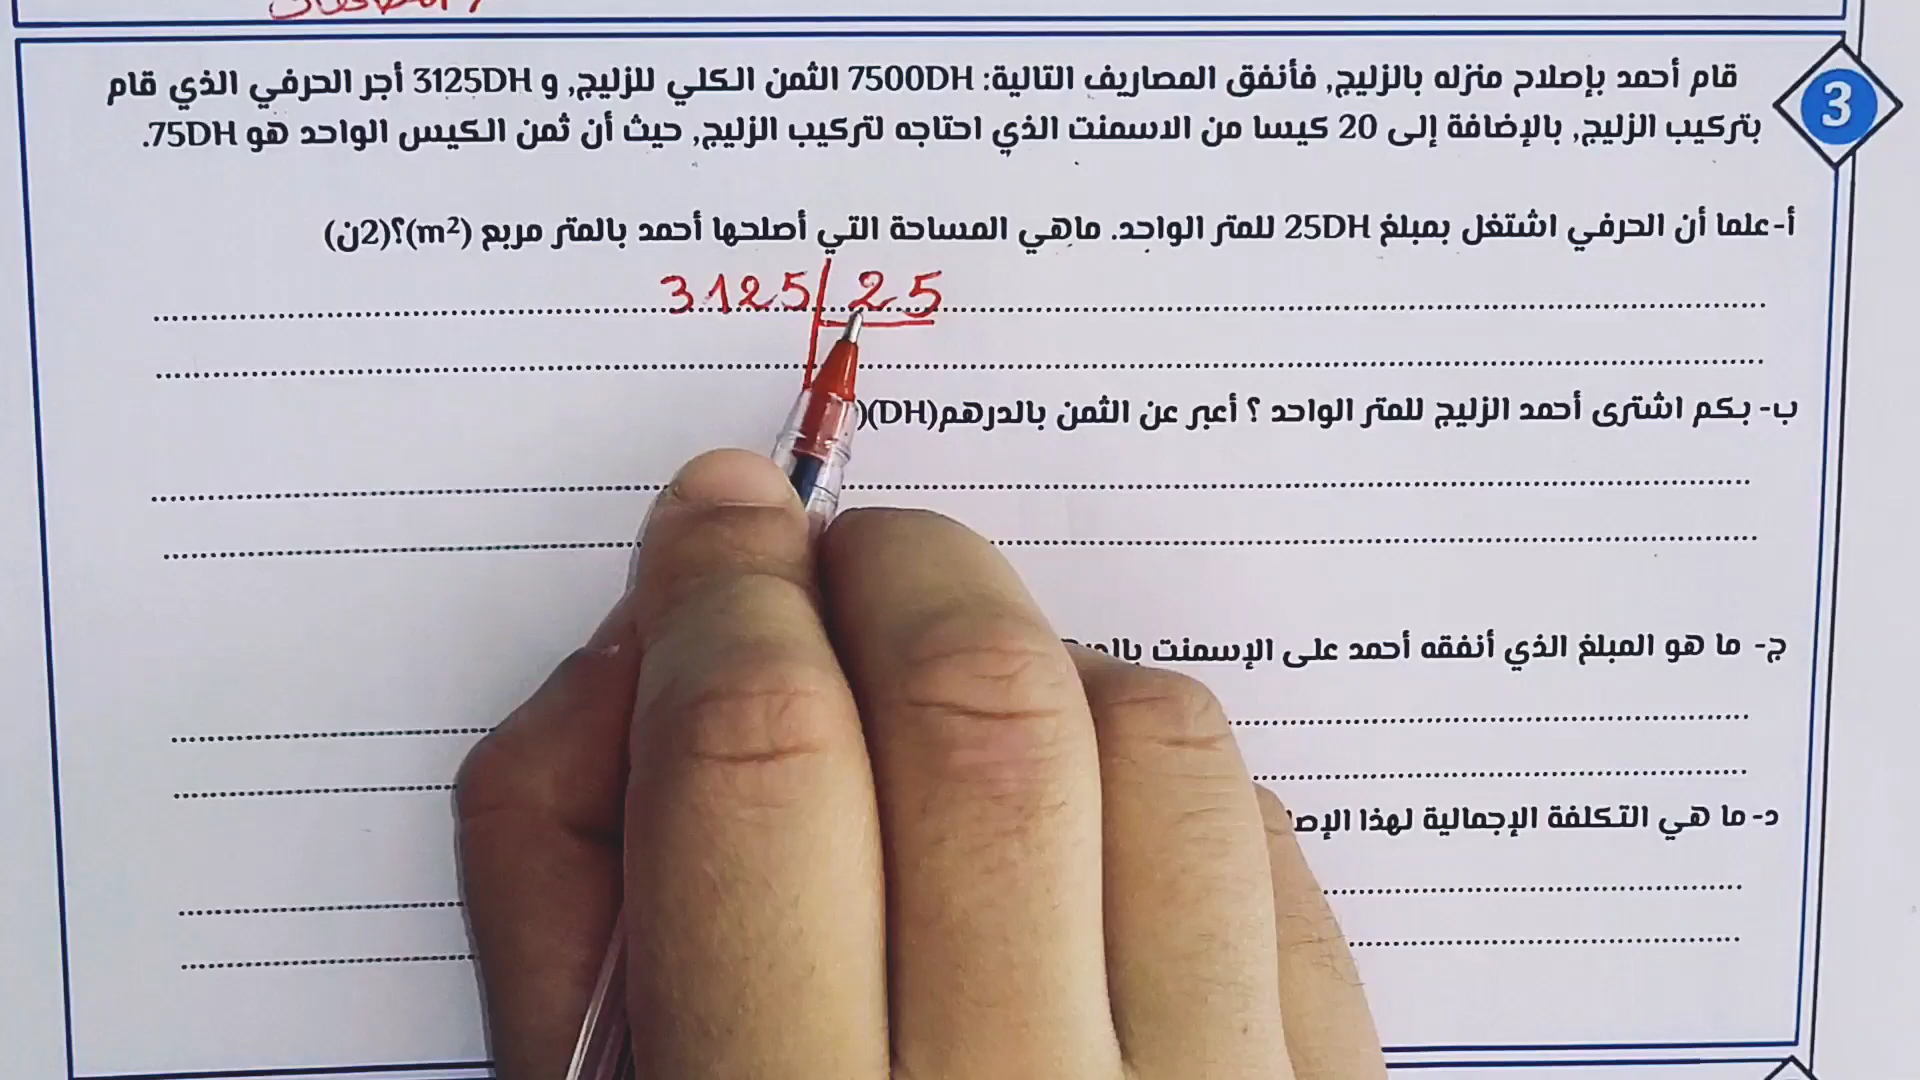 3
قام أحمد بإصلاح منزله بالزليج, فأنفق المصاريف التالية: 7500DH الثمن الكلي للزليج, و 3125DH أجر الحرفي الذي قام
بتركيب الزليج, بالإضافة إلى 20 كيسا من الاسمنت الذي احتاجه لتركيب الزليج, حيث أن ثمن الكيس الواحد هو 75DH.
أ-علما أن الحرفي اشتغل بمبلغ 25DH للمتر الواحد. ماهي المساحة التي أصلحها أحمد بالمتر مربع (m²)؟(2ن)
3125 25
ب- بكم اشترى أحمد الزليج للمتر الواحد ؟ أعبر عن الثمن بالدرهم(DH)(
ج- ما هو المبلغ الذي أنفقه أحمد على الإسمنت
د- ما هي التكلفة الإجمالية لهذا